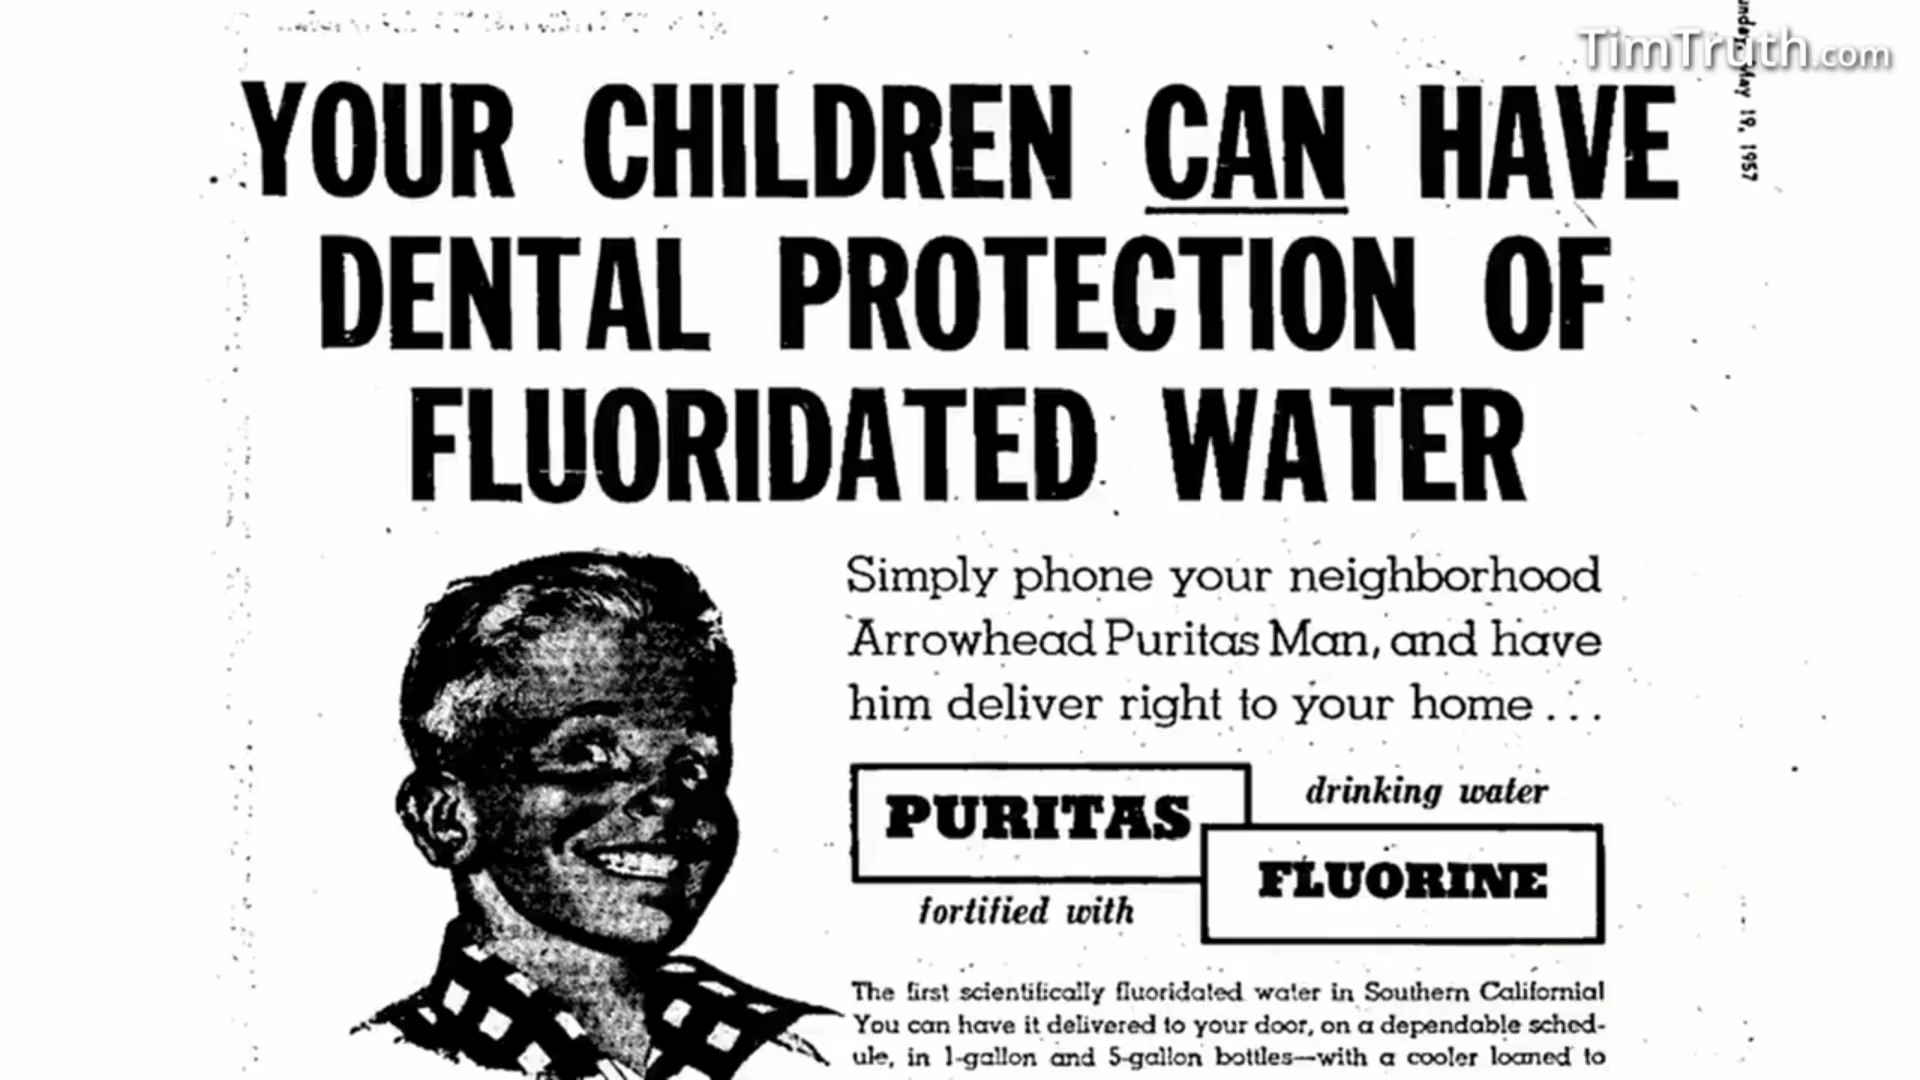 TimTruth.com
May 19, 1957
YOUR CHILDREN CAN HAVE
DENTAL PROTECTION OF
FLUORIDATED WATER
Simply phone your neighborhood
Arrowhead Puritas Man, and have
him deliver right to your home...
PURITAS
drinking water
fortified with
FLUORINE
The first scientifically fluoridated water in Southern California!
You can have it delivered to your door, on a dependable sched-
ule, in 1-gallon and 5-gallon bottles—with a cooler loaned to